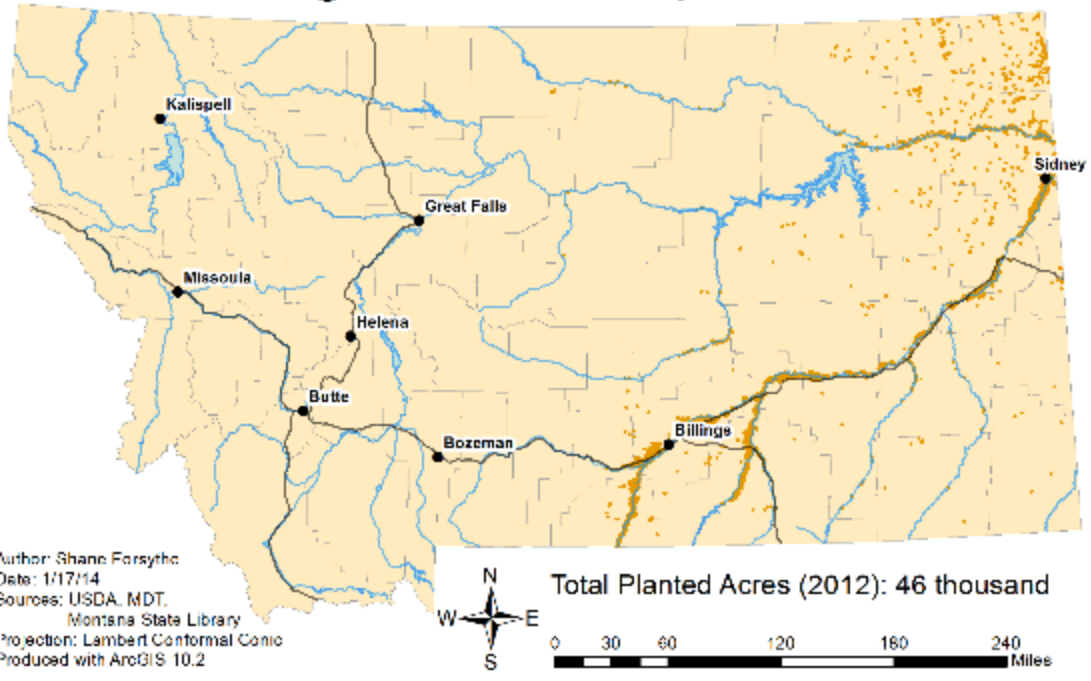 Kalispell
Sidney
Great Falls
Missoula
Helena
Butte
Billings
Bozeman
Author: Shane Forsythe
Date: 1/17/14
Sources: USDA, MDT,
Montana State Library
Projection: Lambert Conformal Conic
Produced with ArcGIS 10.2
N
W
E
S
Total Planted Acres (2012): 46 thousand
0 30 60 120 180 240
Miles